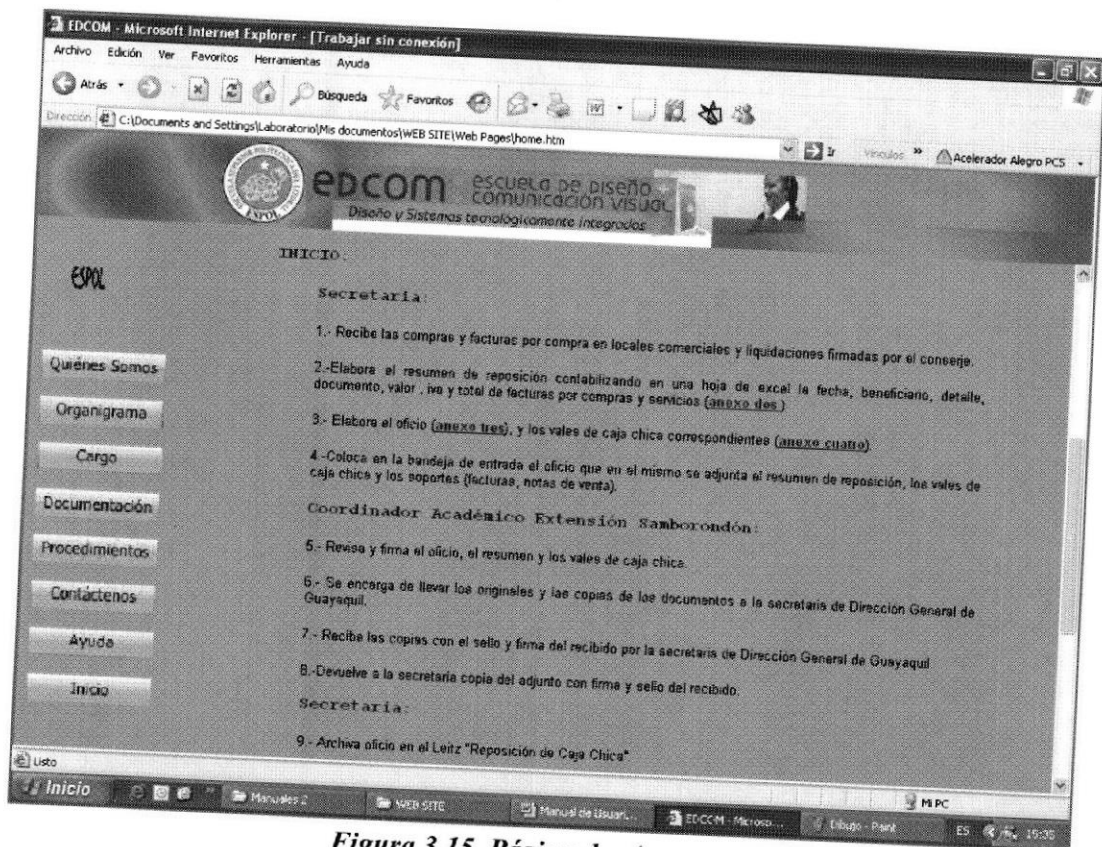 EDCOM - Microsoft Internet Explorer - [Trabajar sin conexión]
Archivo Edición Ver Favoritos Herramientas Ayuda
Atrás Búsqueda Favoritos
Dirección C:\Documents and Settings\Laboratorio\Mis documentos\WEB SITE\Web Pages\home.htm Ir Vínculos » Acelerador Alegro PCS
ESPOL
edcom
escuela de diseño
comunicación visual
Diseño y Sistemas tecnológicamente integrados
ESPOL
Quiénes Somos
Organigrama
Cargo
Documentación
Procedimientos
Contáctenos
Ayuda
Inicio
INICIO.
Secretaria:
1.- Recibe las compras y facturas por compra en locales comerciales y liquidaciones firmadas por el conserje.
2.-Elabora el resumen de reposición contabilizando en una hoja de excel la fecha, beneficiario, detalle,
documento, valor , iva y total de facturas por compras y servicios (anexo dos )
3.- Elabora el oficio (anexo tres), y los vales de caja chica correspondientes (anexo cuatro)
4.-Coloca en la bandeja de entrada el oficio que en el mismo se adjunta el resumen de reposición, los vales de
caja chica y los soportes (facturas, notas de venta).
Coordinador Académico Extensión Samborondón:
5.- Revisa y firma el oficio, el resumen y los vales de caja chica.
6.- Se encarga de llevar los originales y las copias de los documentos a la secretaria de Dirección General de
Guayaquil.
7.- Recibe las copias con el sello y firma del recibido por la secretaria de Dirección General de Guayaquil
8.-Devuelve a la secretaria copia del adjunto con firma y sello del recibido.
Secretaria:
9.- Archiva oficio en el Leitz "Reposición de Caja Chica"
Listo
Mi PC
Inicio Manuales 2 WEB SITE Manual de Usuari... EDCOM - Microso... Dibujo - Paint ES 15:35
Figura 3.15